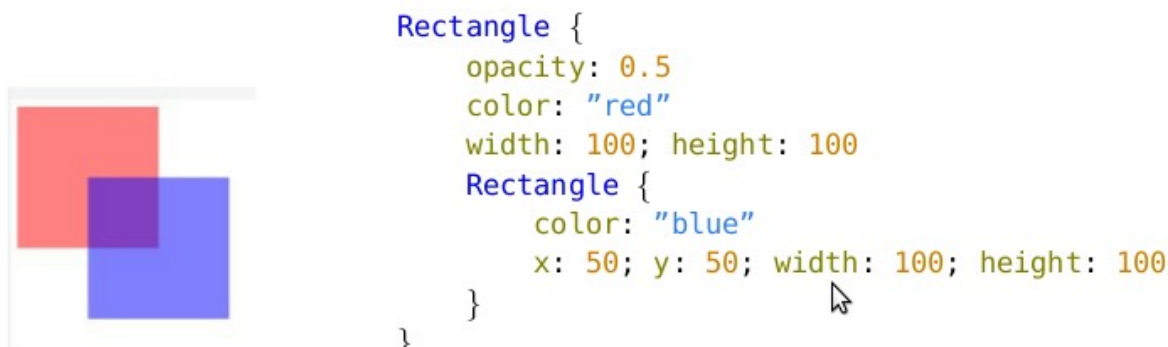 Rectangle {
opacity: 0.5
color: ”red”
width: 100; height: 100
Rectangle {
color: ”blue”
x: 50; y: 50; width: 100; height: 100
}
}